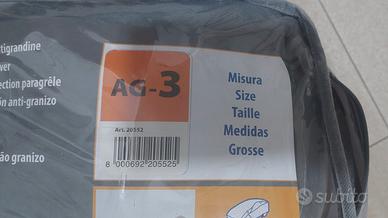 tigrandine
ver
ection paragrêle
ón anti-granizo
ão granizo
AG-3
Art. 20552
8 000692 205525
Misura
Size
Taille
Medidas
Grosse
subito